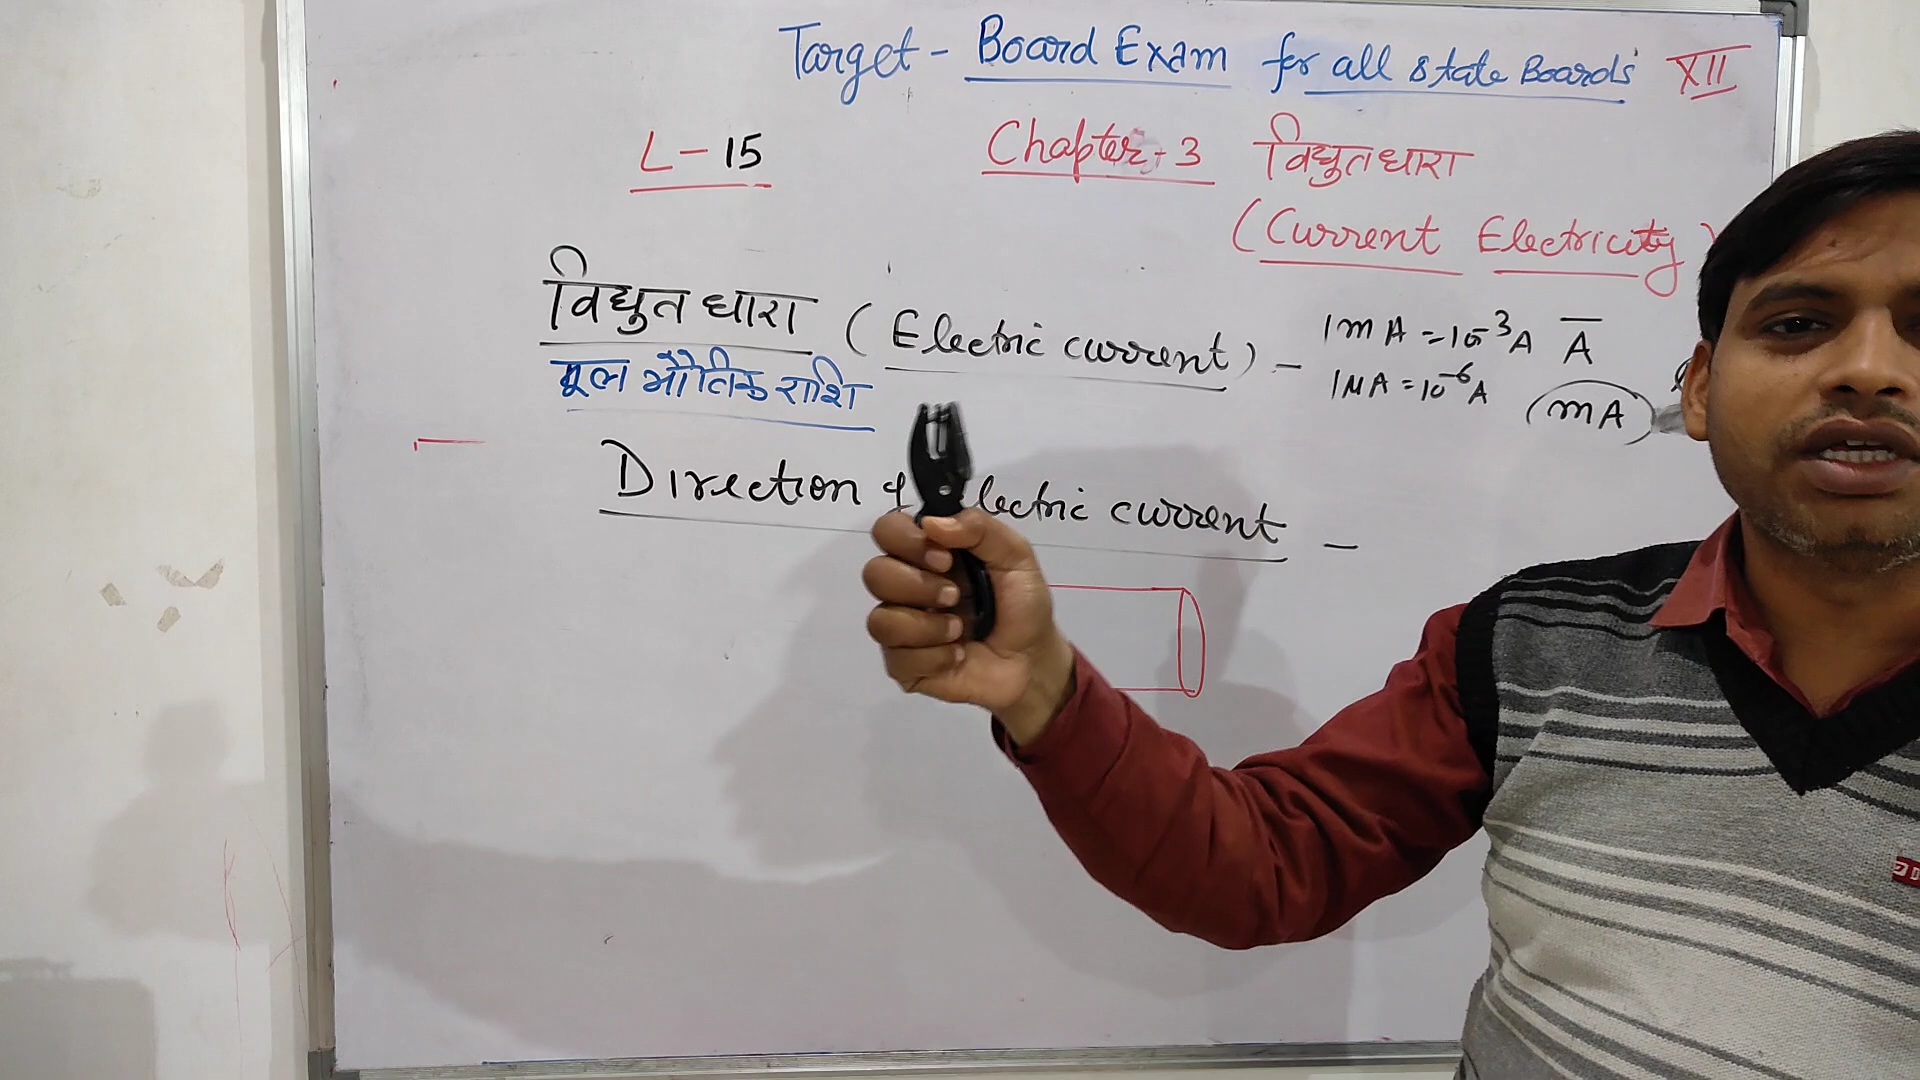 Target - Board Exam for all state Boards XII
L - 15
Chapter - 3 विद्युत धारा
(Current Electricity)
विद्युत धारा (Electric current) -
1mA = 10⁻³A
A
1μA = 10⁻⁶A
(mA)
मूल भौतिक राशि
Direction of lectric current -